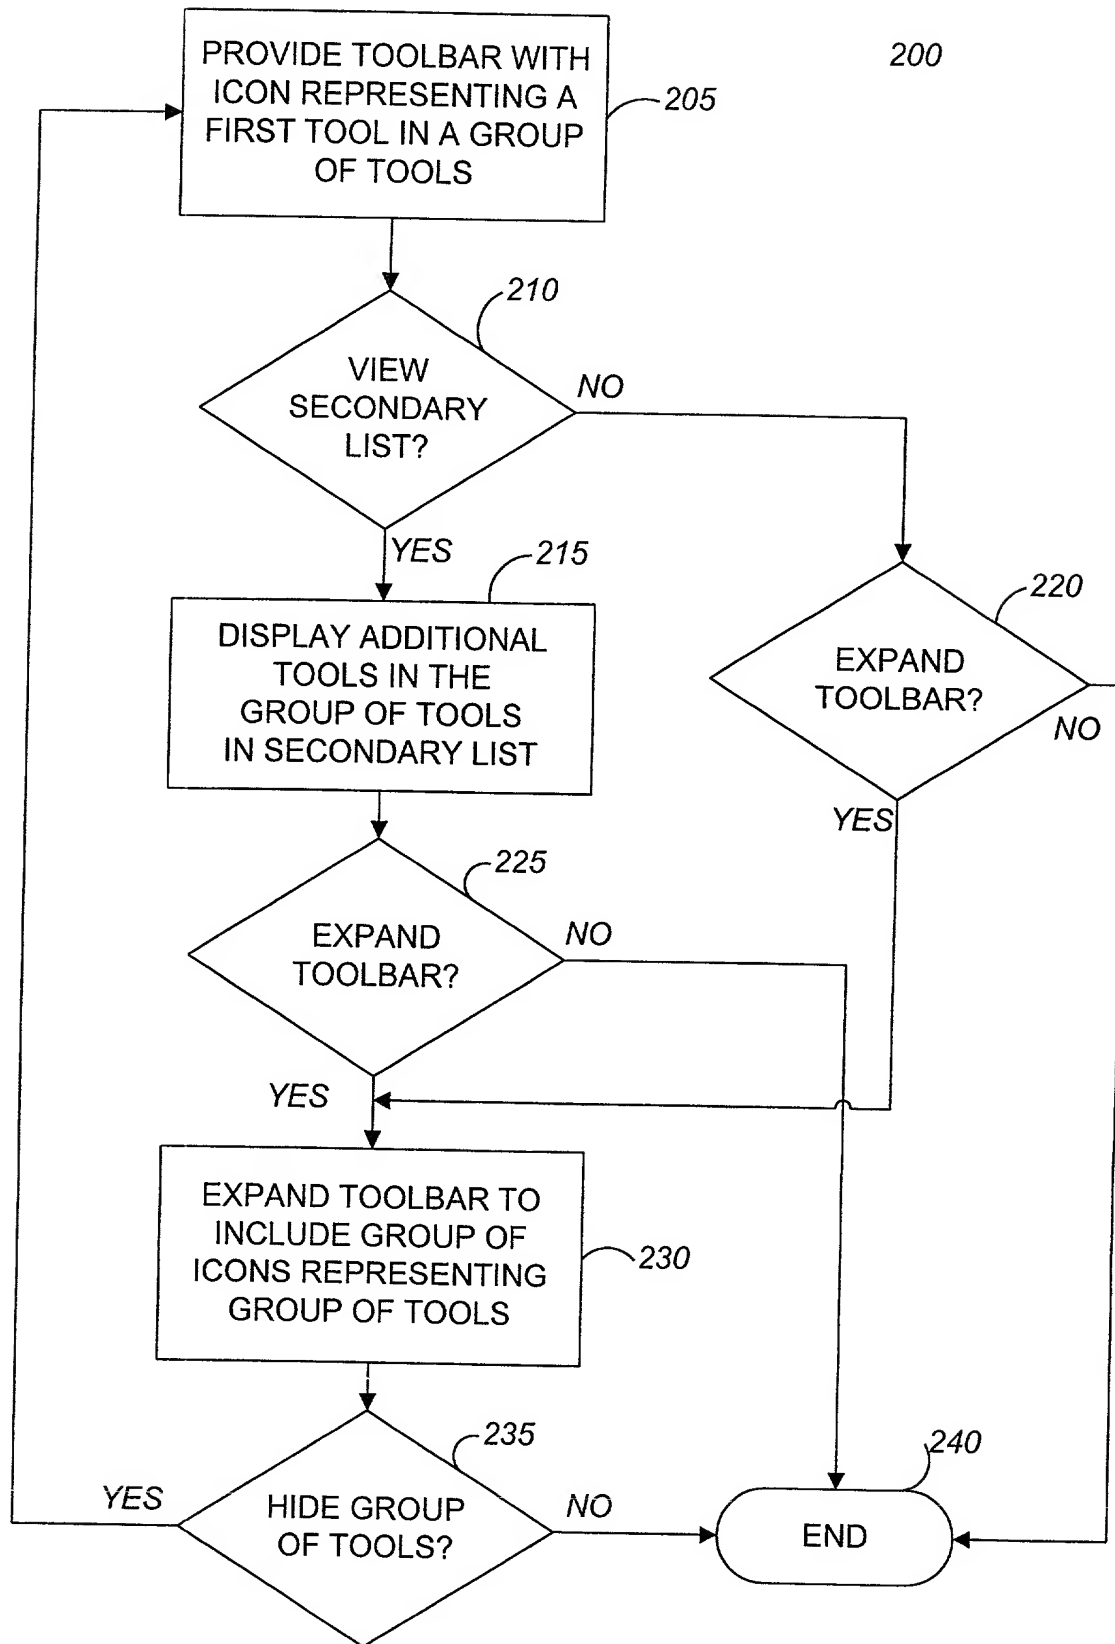 PROVIDE TOOLBAR WITH
ICON REPRESENTING A
FIRST TOOL IN A GROUP
OF TOOLS
200
205
210
VIEW
SECONDARY
LIST?
NO
YES
215
DISPLAY ADDITIONAL
TOOLS IN THE
GROUP OF TOOLS
IN SECONDARY LIST
220
EXPAND
TOOLBAR?
NO
YES
225
EXPAND
TOOLBAR?
NO
YES
EXPAND TOOLBAR TO
INCLUDE GROUP OF
ICONS REPRESENTING
GROUP OF TOOLS
230
235
HIDE GROUP
OF TOOLS?
YES
NO
240
END